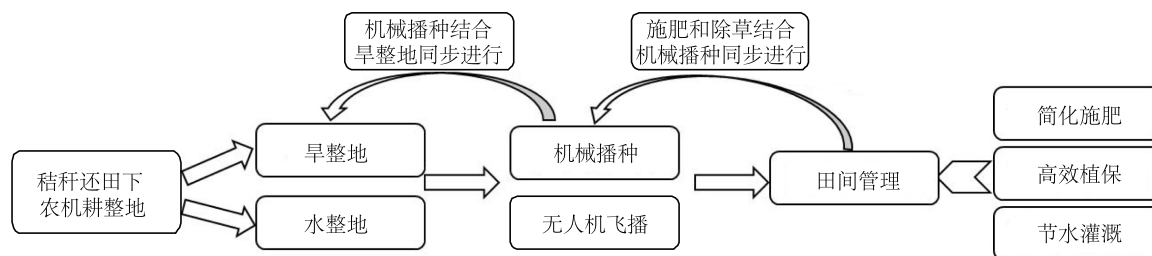 机械播种结合
旱整地同步进行
施肥和除草结合
机械播种同步进行
秸秆还田下
农机耕整地
旱整地
水整地
机械播种
无人机飞播
田间管理
简化施肥
高效植保
节水灌溉